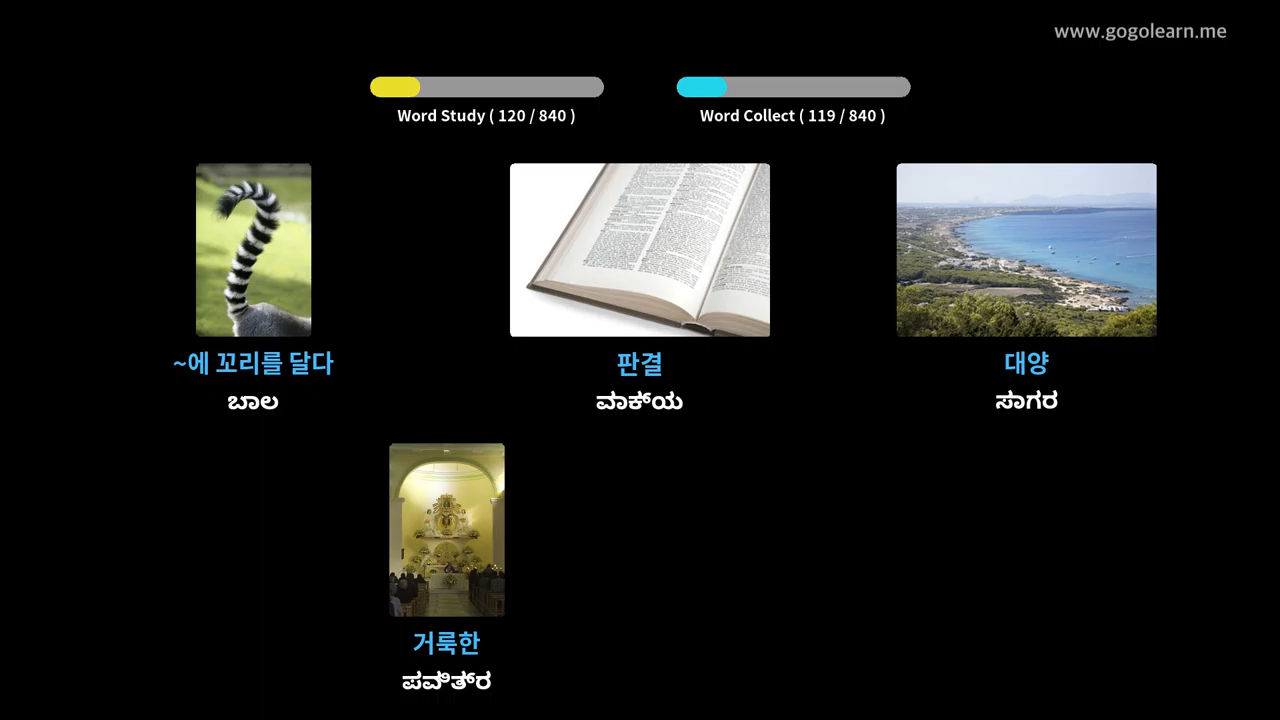 www.gogolearn.me
Word Study ( 120 / 840 )
Word Collect ( 119 / 840 )
~에 꼬리를 달다
ಬಾಲ
판결
ವಾಕ್‌ಯ
대양
ಸಾಗರ
거룩한
ಪವಿತ್‌ರ